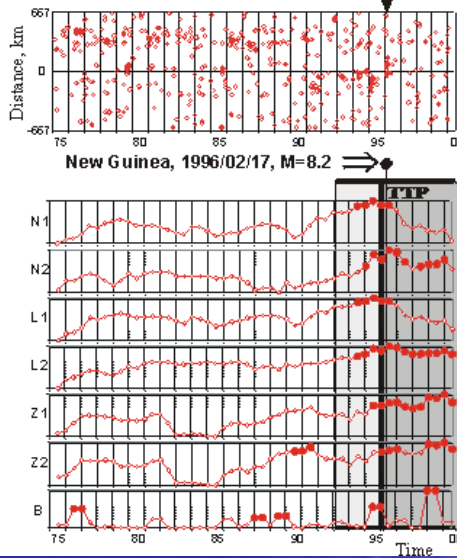 667
Distance, km
0
-667
75 80 85 90 95 0
New Guinea, 1996/02/17, M=8.2
TTP
N1
N2
L1
L2
Z1
Z2
B
75 80 85 90 95 0
Time